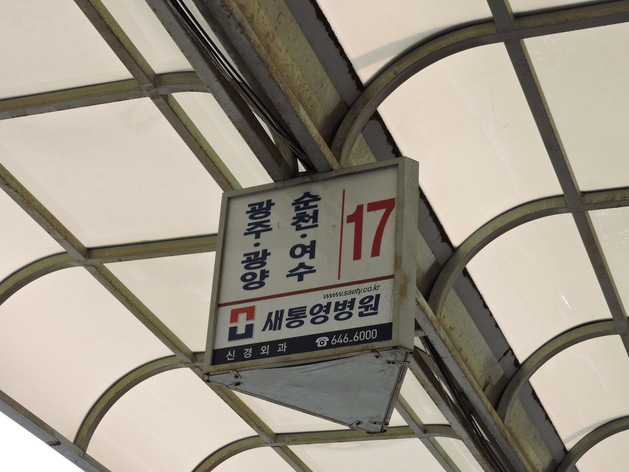 순천·여수
광주·광양
17
www.saety.co.kr
새통영병원
신경외과 ☎646-6000